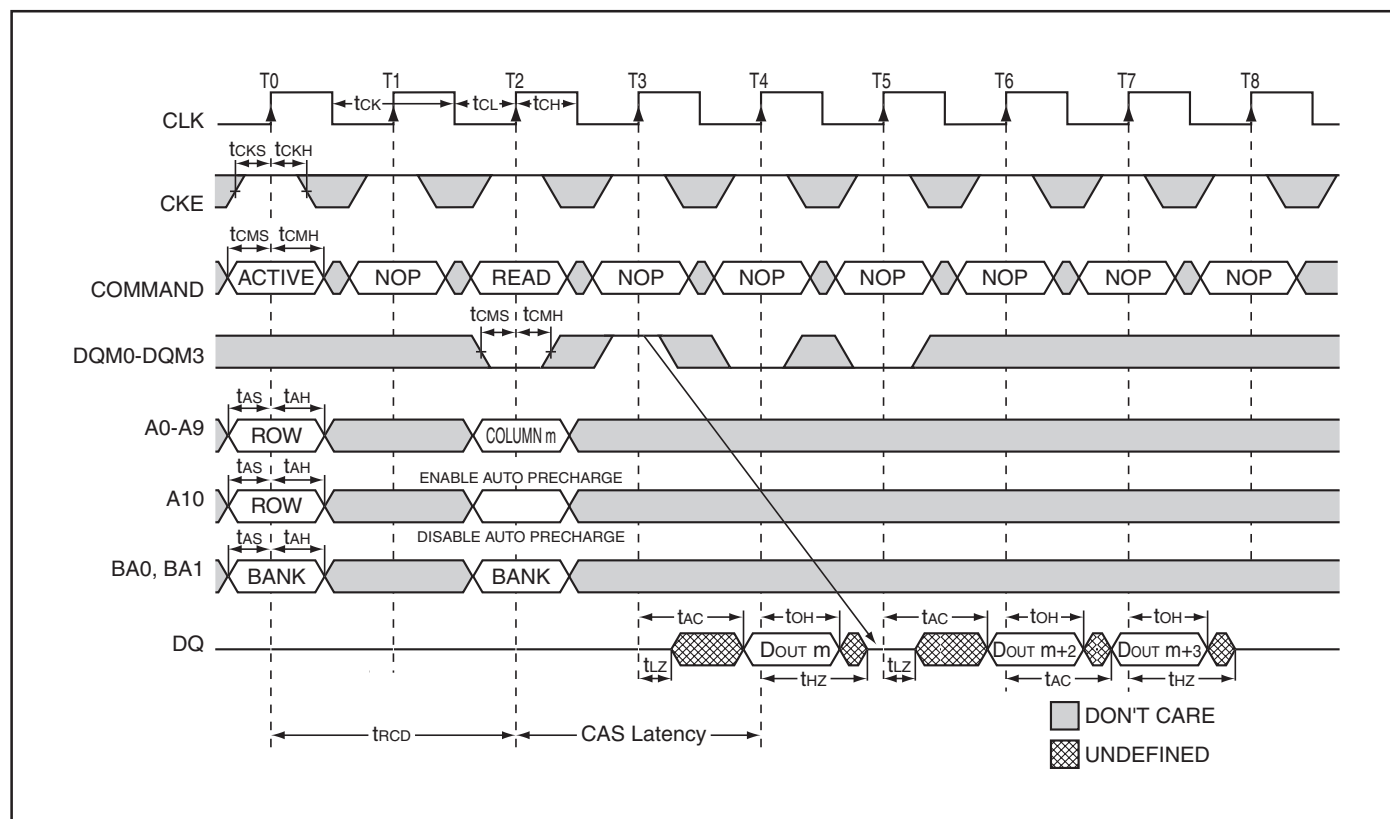 T0 T1 T2 T3 T4 T5 T6 T7 T8
tCK tCL tCH
CLK
tCKS tCKH
CKE
tCMS tCMH
COMMAND ACTIVE NOP READ NOP NOP NOP NOP NOP NOP
tCMS tCMH
DQM0-DQM3
tAS tAH
A0-A9 ROW COLUMN m
tAS tAH ENABLE AUTO PRECHARGE
A10 ROW
tAS tAH DISABLE AUTO PRECHARGE
BA0, BA1 BANK BANK
tAC tOH tAC tOH tOH
DQ DOUT m DOUT m+2 DOUT m+3
tLZ tHZ tLZ tAC tHZ
tRCD CAS Latency
DON'T CARE
UNDEFINED